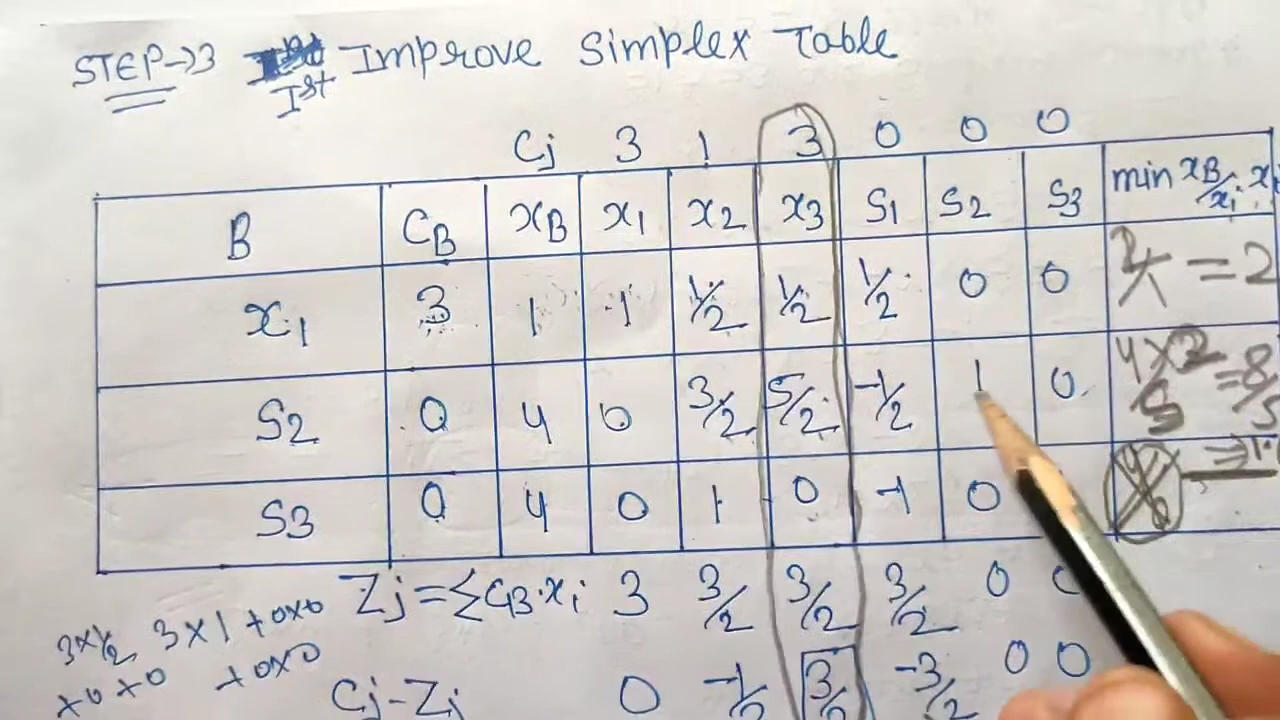 STEP→3 Ist Improve Simplex Table
Cj 3 1 3 0 0 0
B CB xB x1 x2 x3 S1 S2 S3 min xB/xi, x
x1 3 1 1 1/2 1/2 1/2 0 0 = 2
S2 0 4 0 3/2 5/2 -1/2 1 0 4×2/5 = 8/5
S3 0 4 0 1 0 -1 0
Zj = ΣCB.xi 3 3/2 3/2 3/2 0
3×1/2 3×1+0×0
+0×0 +0×0
Cj-Zj 0 -1/2 3/2 -3/2 0 0